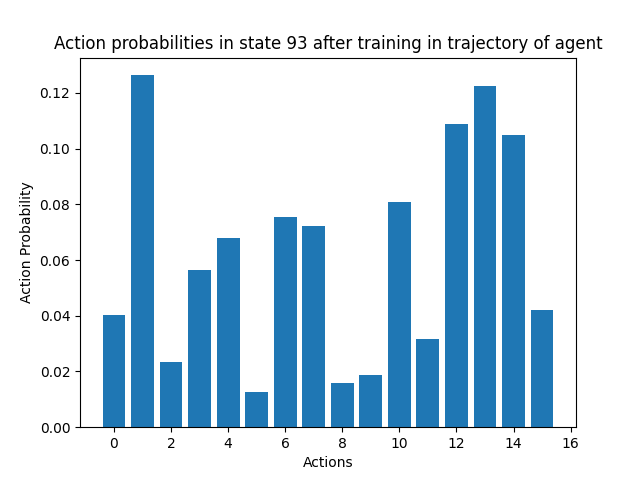 Action probabilities in state 93 after training in trajectory of agent
0.12
0.10
0.08
0.06
0.04
0.02
0.00
Action Probability
0 2 4 6 8 10 12 14 16
Actions